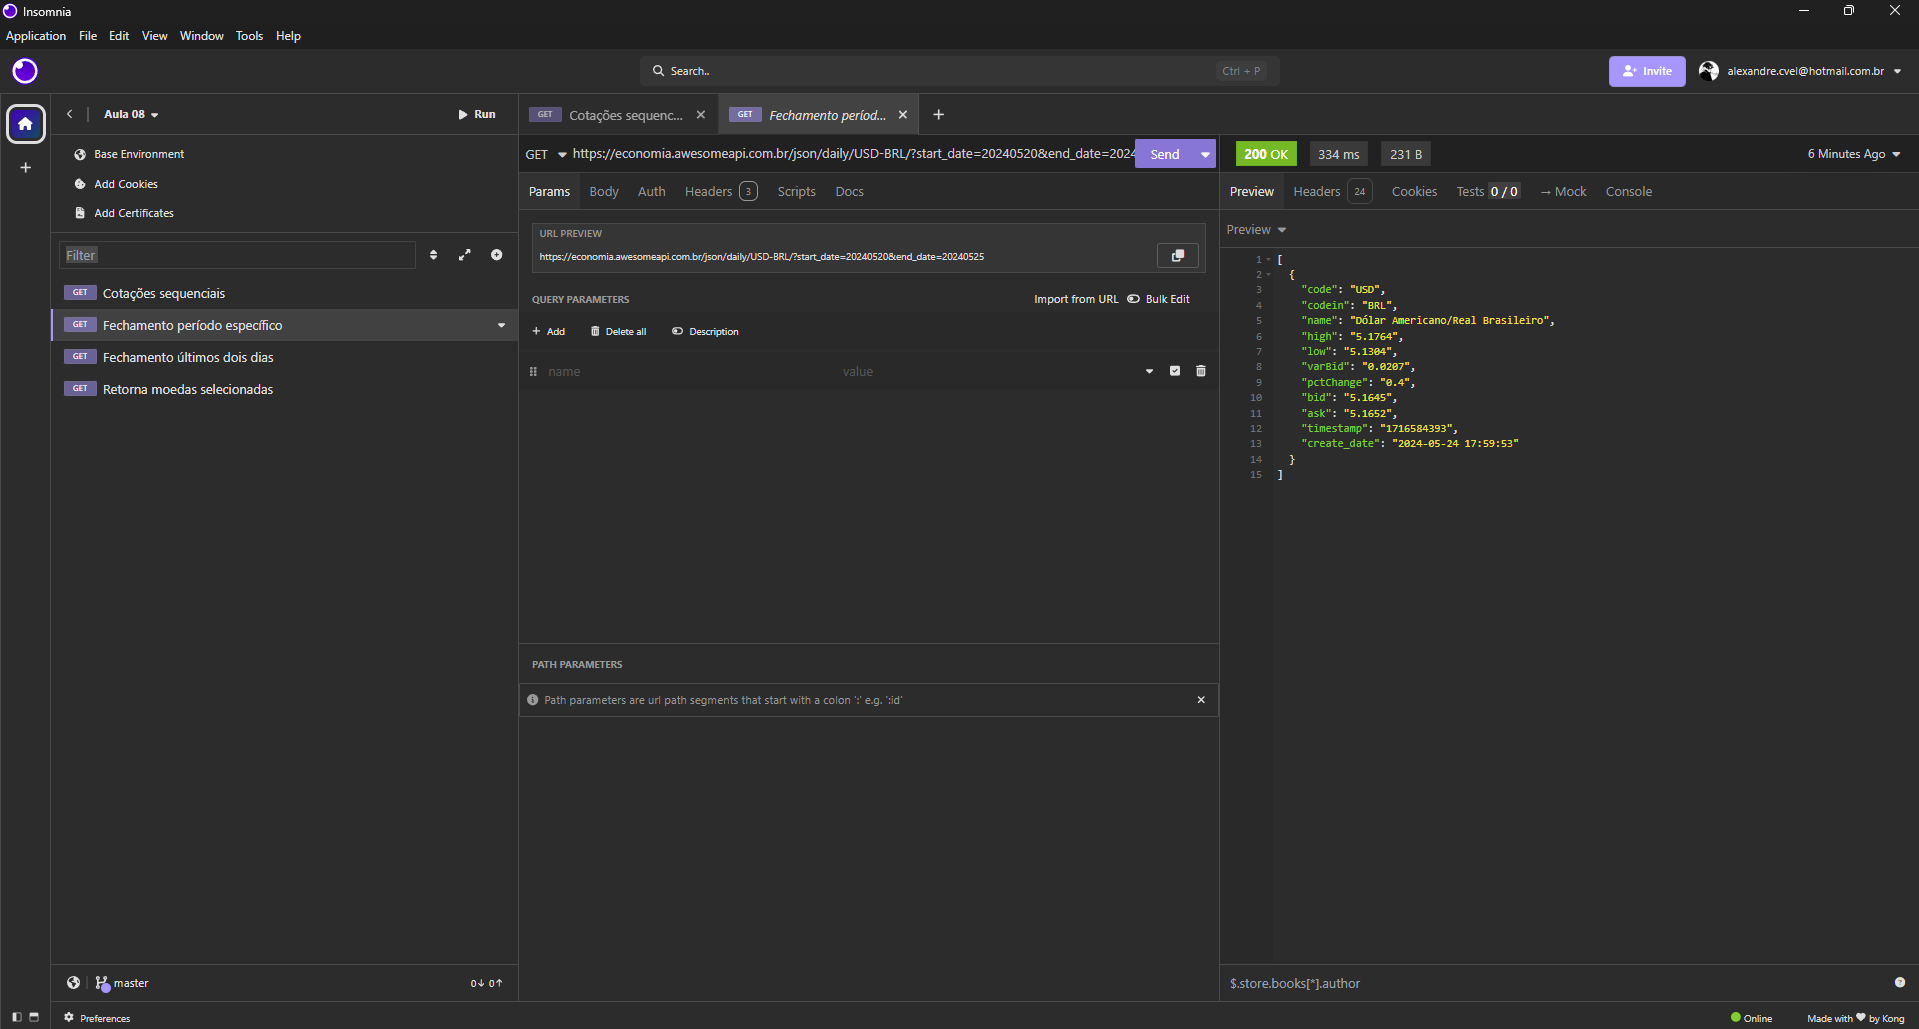 Insomnia
Application File Edit View Window Tools Help
Search.. Ctrl + P
Invite alexandre.cvel@hotmail.com.br
Aula 08 Run
Base Environment
Add Cookies
Add Certificates
Filter
GET Cotações sequenciais
GET Fechamento período específico
GET Fechamento últimos dois dias
GET Retorna moedas selecionadas
master 0↓ 0↑
Preferences
GET Cotações sequenc...
GET Fechamento períod...
GET https://economia.awesomeapi.com.br/json/daily/USD-BRL/?start_date=20240520&end_date=2024 Send
Params Body Auth Headers 3 Scripts Docs
URL PREVIEW
https://economia.awesomeapi.com.br/json/daily/USD-BRL/?start_date=20240520&end_date=20240525
QUERY PARAMETERS Import from URL Bulk Edit
+ Add Delete all Description
name value
PATH PARAMETERS
Path parameters are url path segments that start with a colon ':' e.g. ':id'
200 OK 334 ms 231 B 6 Minutes Ago
Preview Headers 24 Cookies Tests 0 / 0 → Mock Console
Preview
1 [
2 {
3 "code": "USD",
4 "codein": "BRL",
5 "name": "Dólar Americano/Real Brasileiro",
6 "high": "5.1764",
7 "low": "5.1304",
8 "varBid": "0.0207",
9 "pctChange": "0.4",
10 "bid": "5.1645",
11 "ask": "5.1652",
12 "timestamp": "1716584393",
13 "create_date": "2024-05-24 17:59:53"
14 }
15 ]
$.store.books[*].author
Online Made with ❤ by Kong